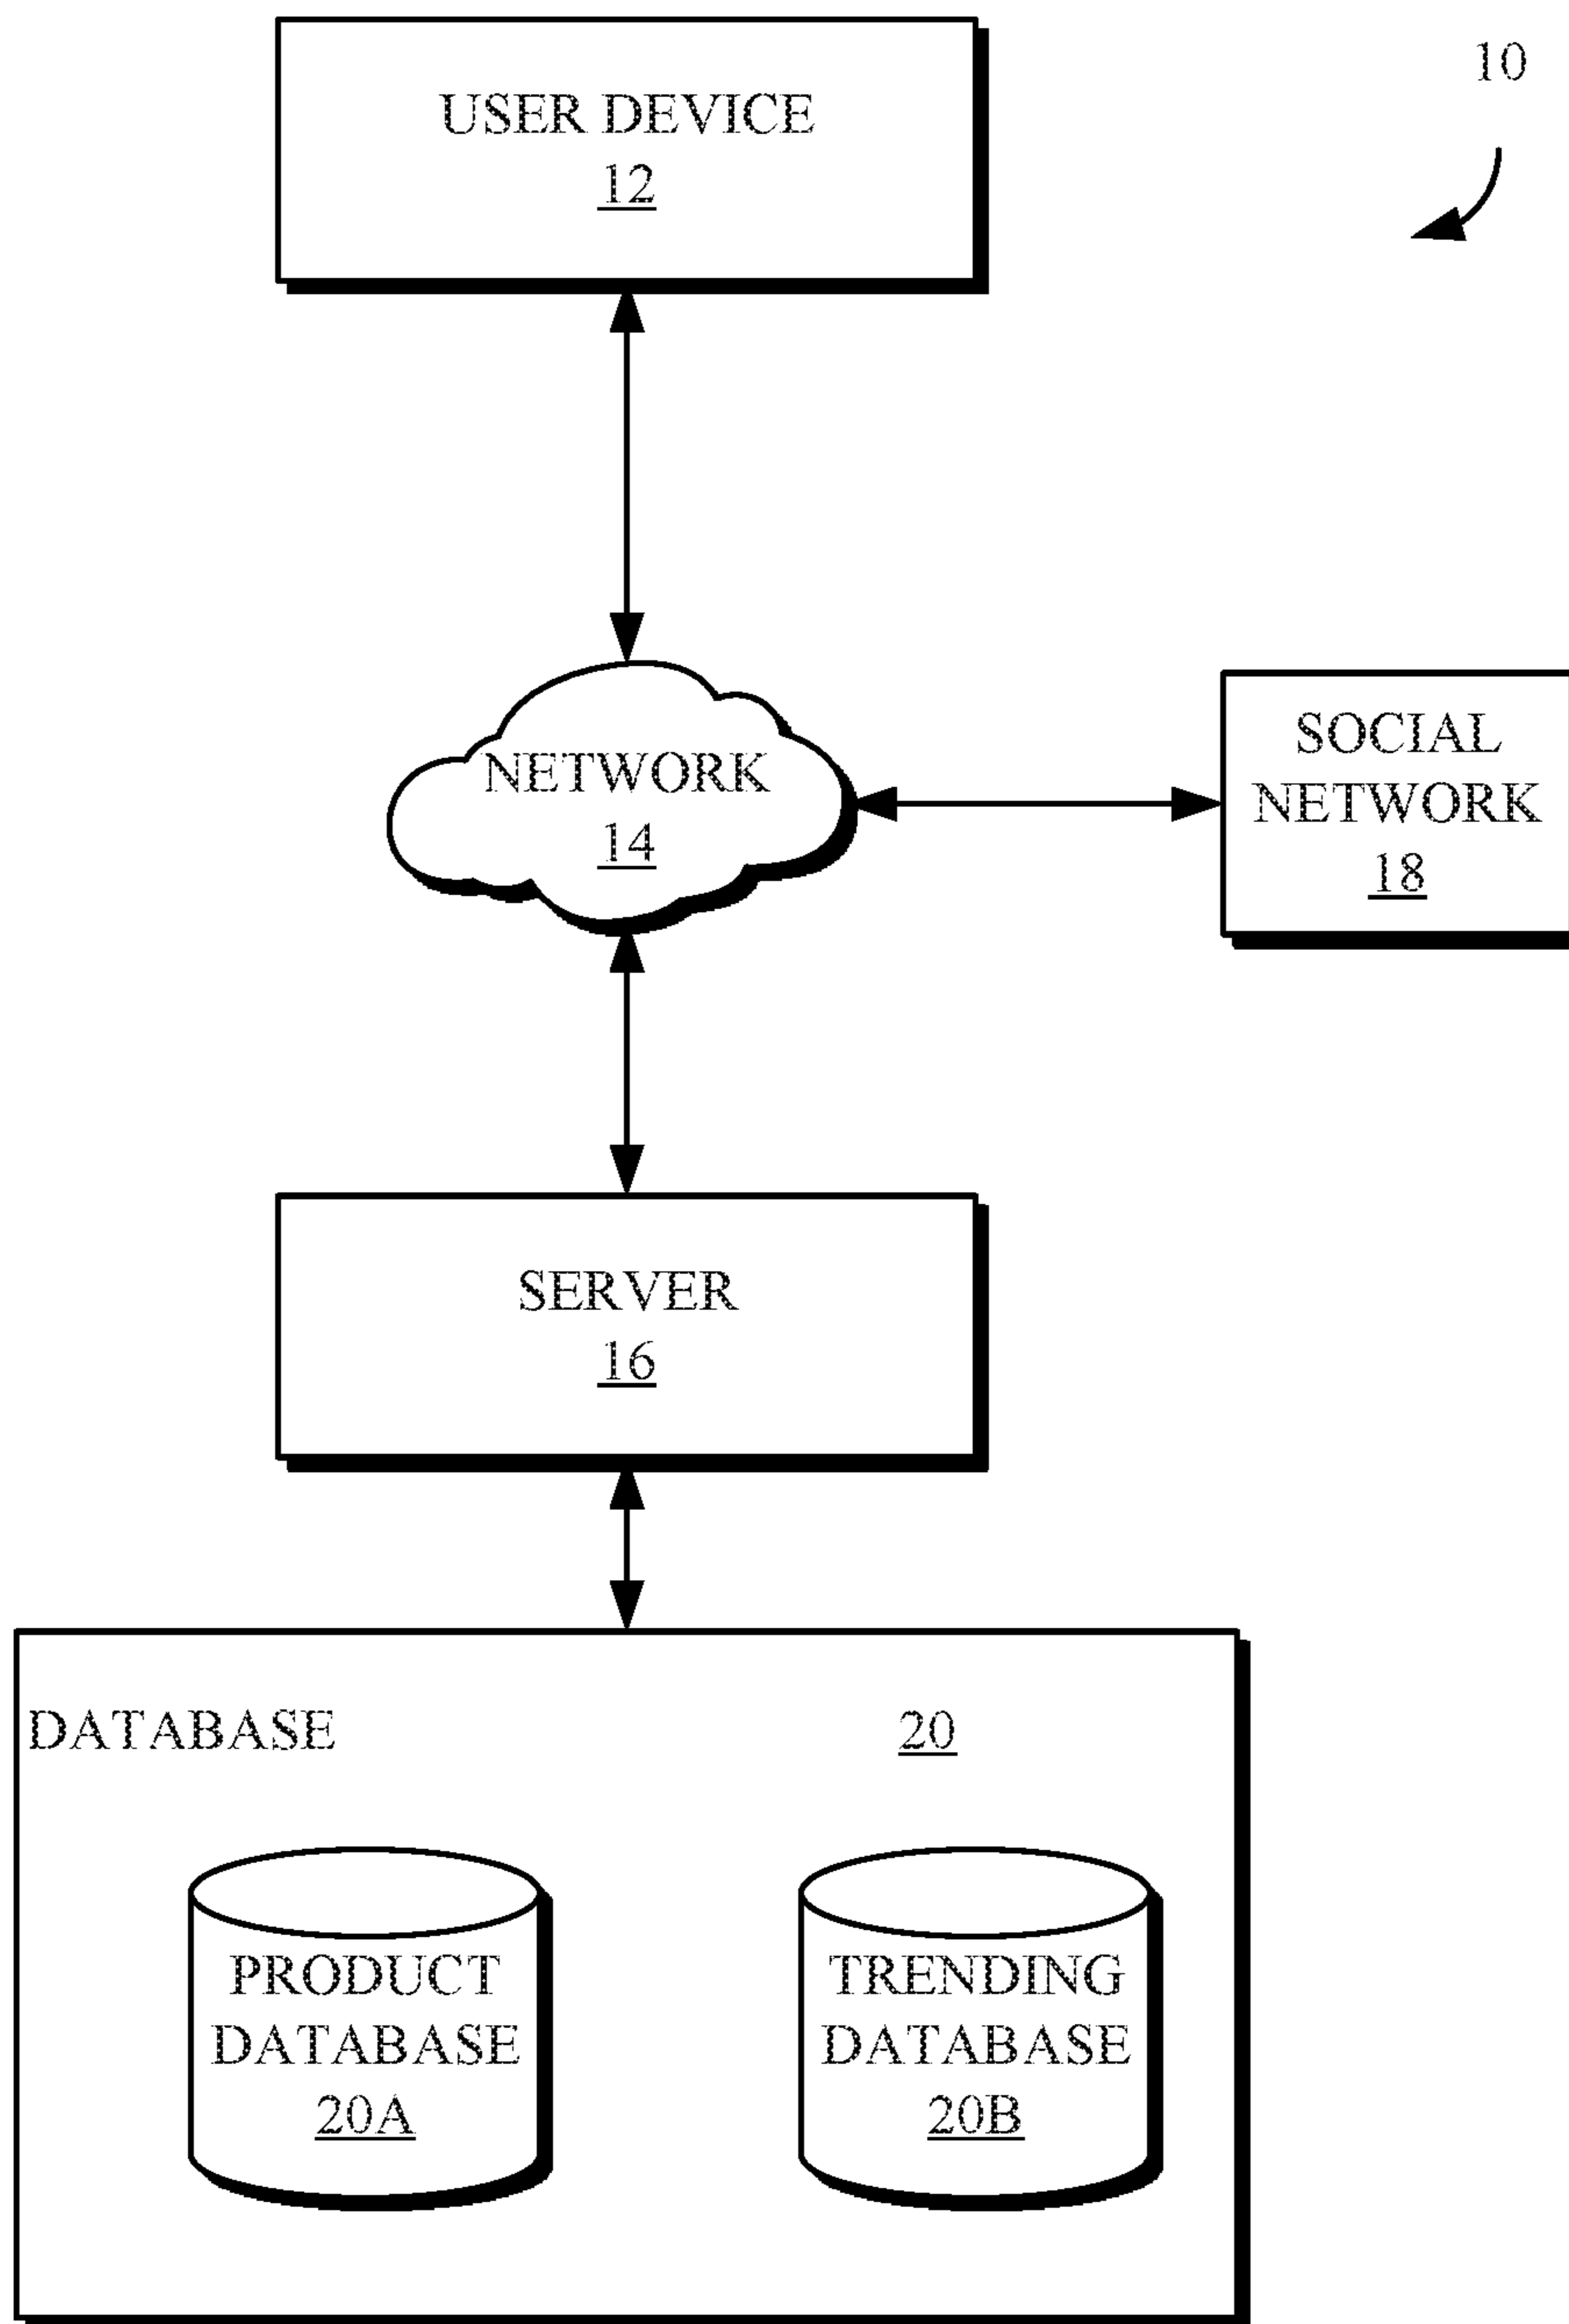 USER DEVICE
12
10
NETWORK
14
SOCIAL
NETWORK
18
SERVER
16
DATABASE 20
PRODUCT
DATABASE
20A
TRENDING
DATABASE
20B